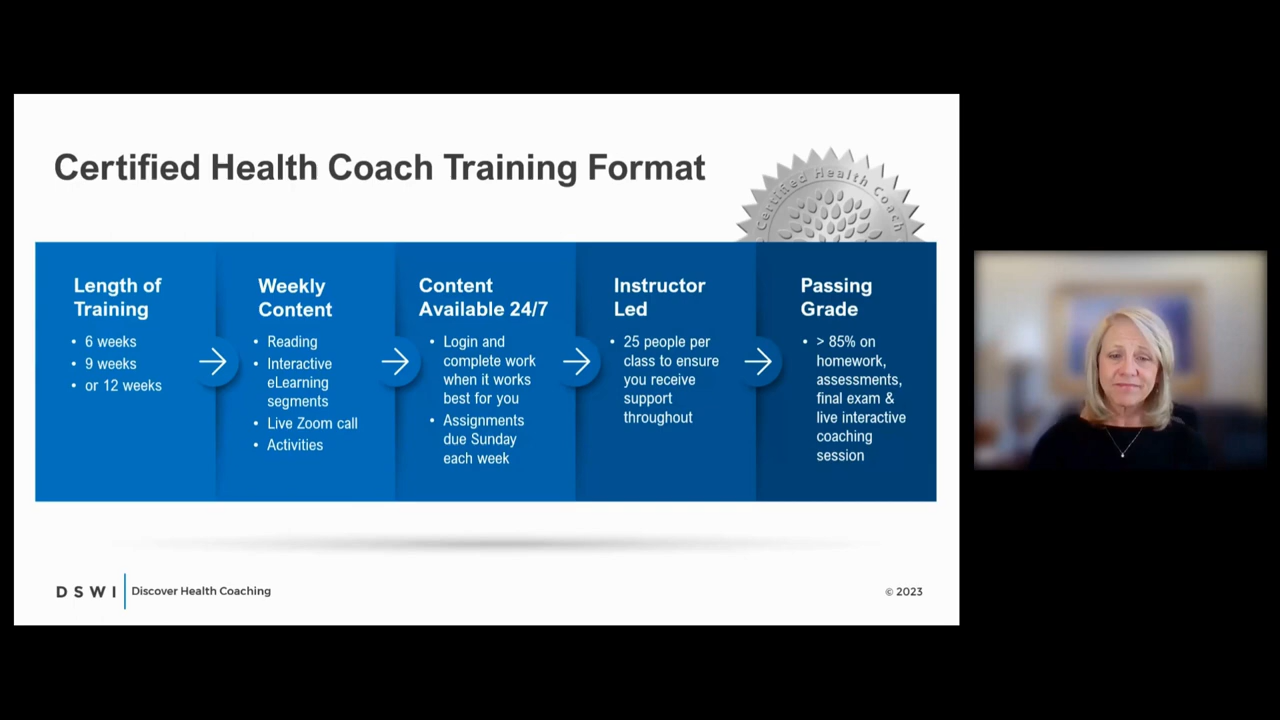 Certified Health Coach Training Format
Certified Health Coach
Length of
Training
• 6 weeks
• 9 weeks
• or 12 weeks
Weekly
Content
• Reading
• Interactive
eLearning
segments
• Live Zoom call
• Activities
Content
Available 24/7
• Login and
complete work
when it works
best for you
• Assignments
due Sunday
each week
Instructor
Led
• 25 people per
class to ensure
you receive
support
throughout
Passing
Grade
• > 85% on
homework,
assessments,
final exam &
live interactive
coaching
session
DSWI | Discover Health Coaching
© 2023